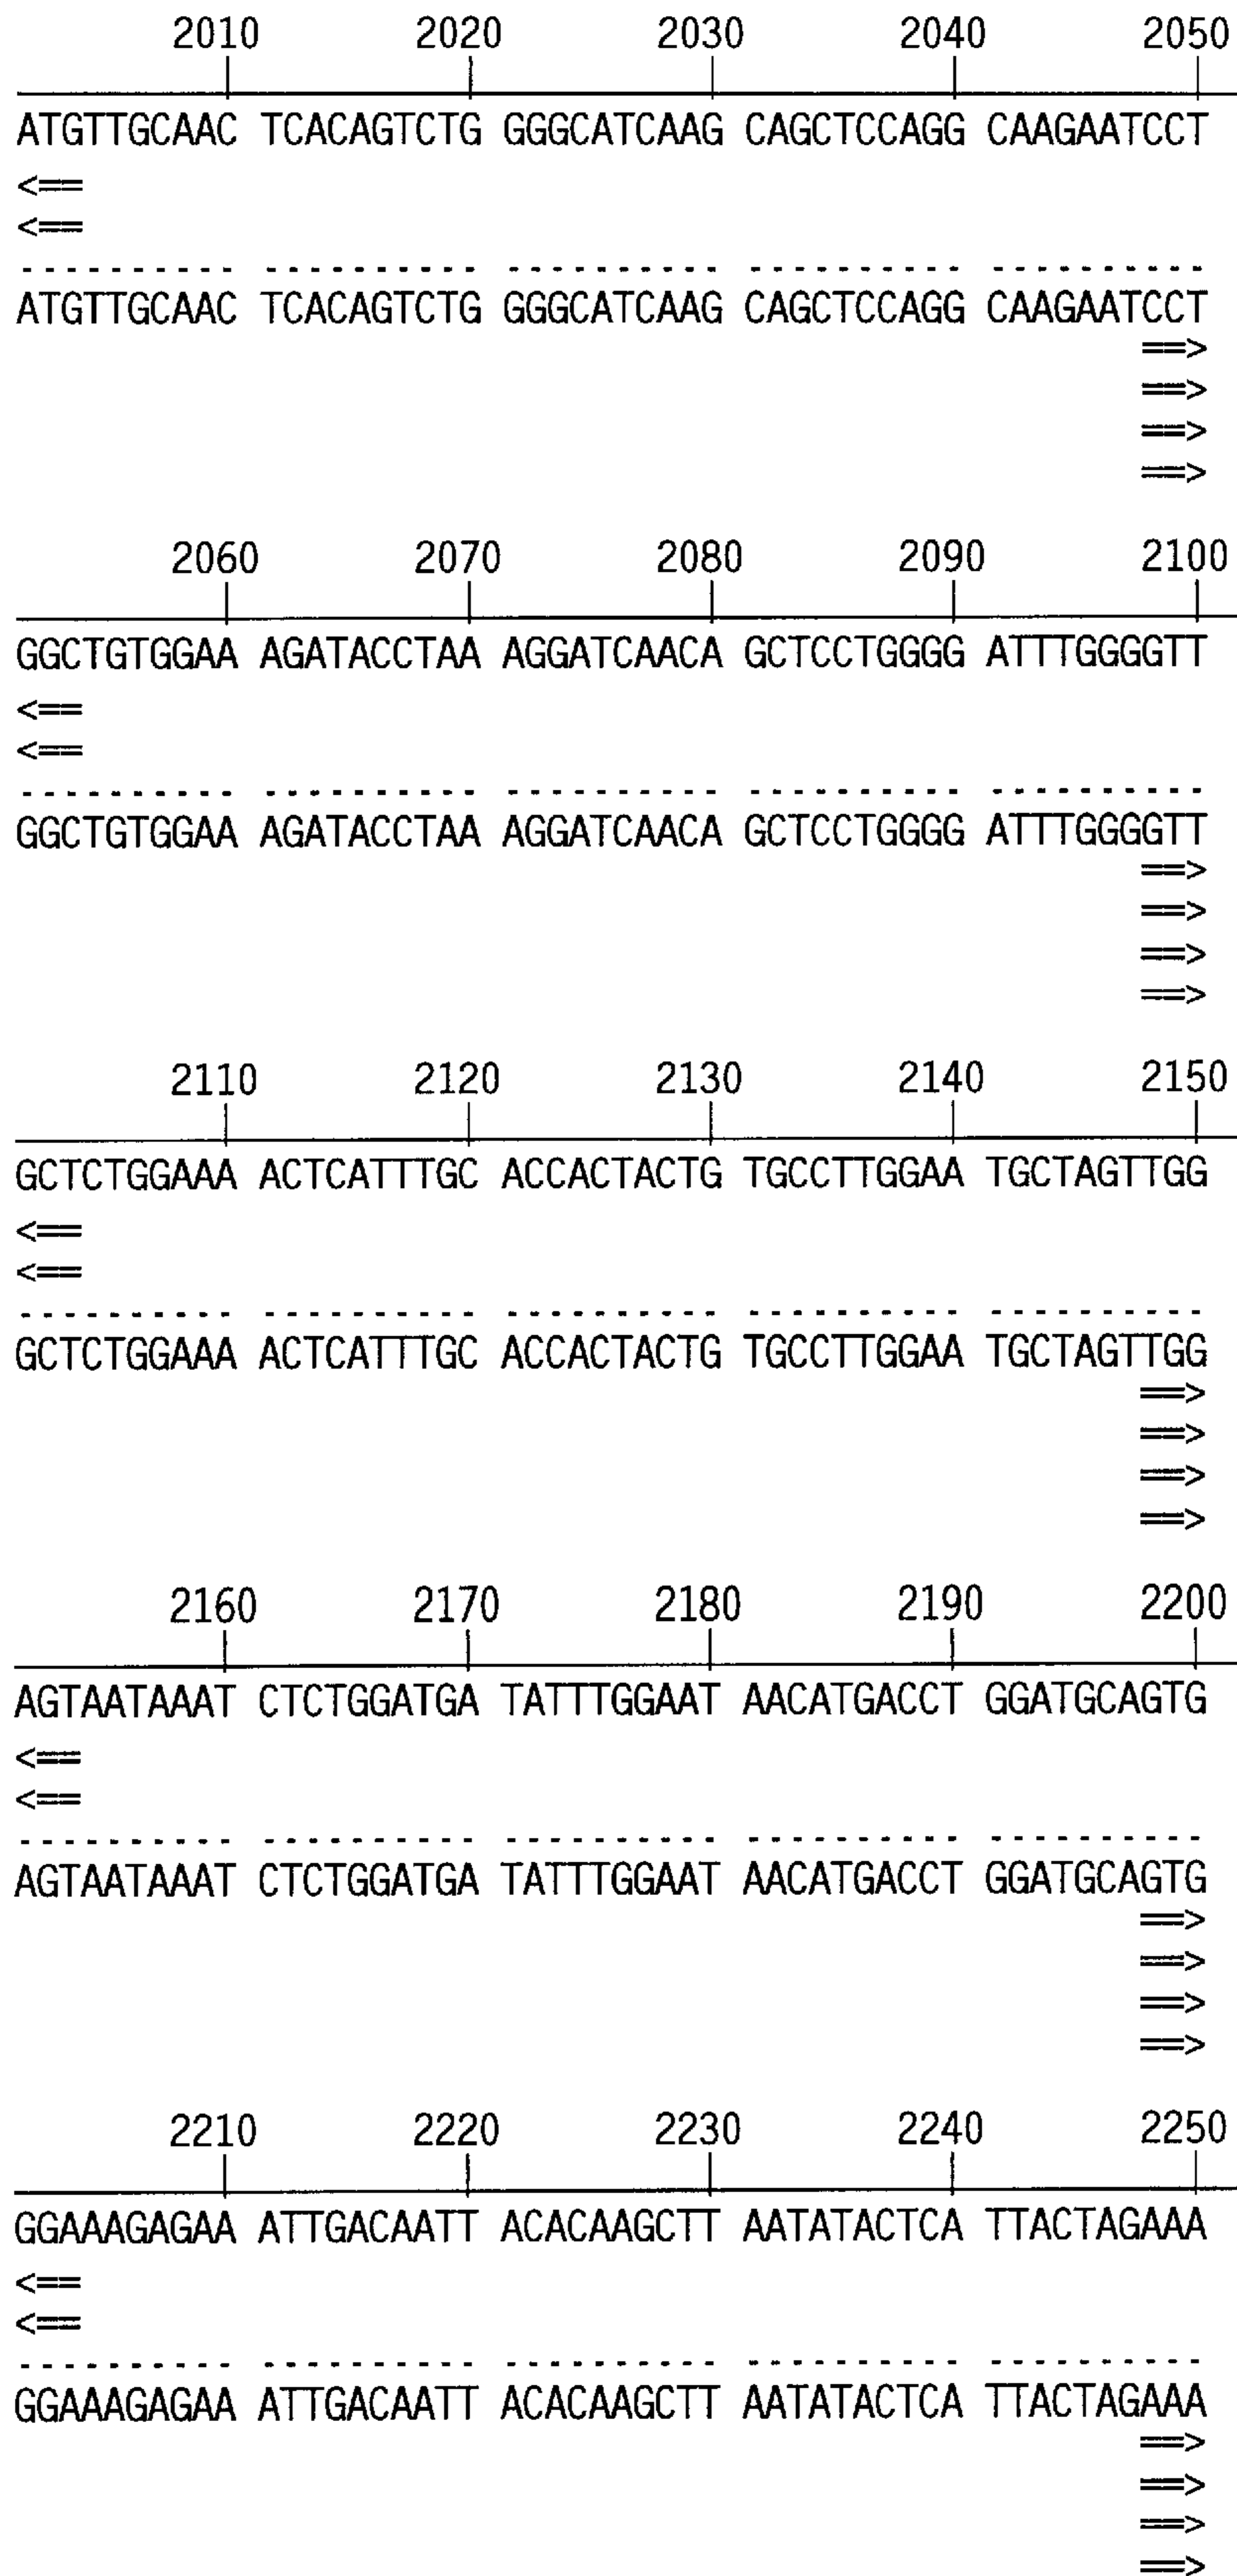 2010 2020 2030 2040 2050
ATGTTGCAAC TCACAGTCTG GGGCATCAAG CAGCTCCAGG CAAGAATCCT
<==
<==
---------- ---------- ---------- ---------- ----------
ATGTTGCAAC TCACAGTCTG GGGCATCAAG CAGCTCCAGG CAAGAATCCT
==>
==>
==>
==>
2060 2070 2080 2090 2100
GGCTGTGGAA AGATACCTAA AGGATCAACA GCTCCTGGGG ATTTGGGGTT
<==
<==
---------- ---------- ---------- ---------- ----------
GGCTGTGGAA AGATACCTAA AGGATCAACA GCTCCTGGGG ATTTGGGGTT
==>
==>
==>
==>
2110 2120 2130 2140 2150
GCTCTGGAAA ACTCATTTGC ACCACTACTG TGCCTTGGAA TGCTAGTTGG
<==
<==
---------- ---------- ---------- ---------- ----------
GCTCTGGAAA ACTCATTTGC ACCACTACTG TGCCTTGGAA TGCTAGTTGG
==>
==>
==>
==>
2160 2170 2180 2190 2200
AGTAATAAAT CTCTGGATGA TATTTGGAAT AACATGACCT GGATGCAGTG
<==
<==
---------- ---------- ---------- ---------- ----------
AGTAATAAAT CTCTGGATGA TATTTGGAAT AACATGACCT GGATGCAGTG
==>
==>
==>
==>
2210 2220 2230 2240 2250
GGAAAGAGAA ATTGACAATT ACACAAGCTT AATATACTCA TTACTAGAAA
<==
<==
---------- ---------- ---------- ---------- ----------
GGAAAGAGAA ATTGACAATT ACACAAGCTT AATATACTCA TTACTAGAAA
==>
==>
==>
==>